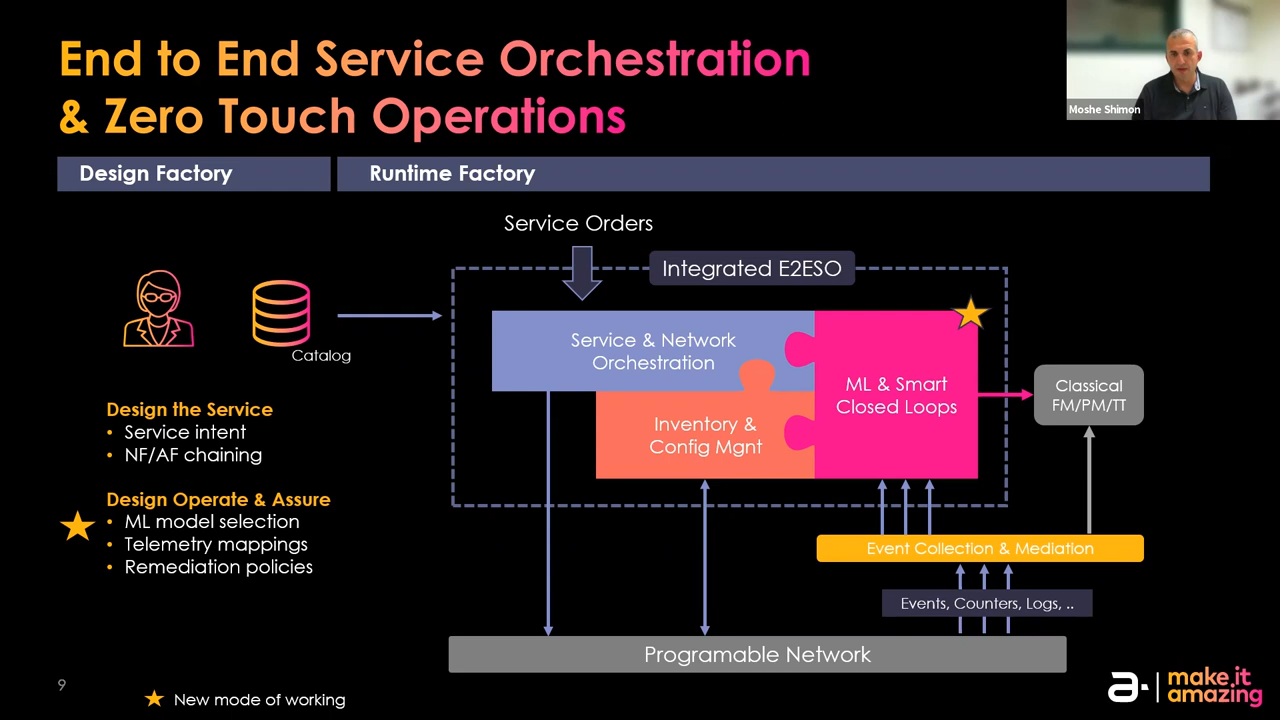 End to End Service Orchestration
& Zero Touch Operations
Moshe Shimon
Design Factory
Runtime Factory
Service Orders
Integrated E2ESO
Catalog
Service & Network
Orchestration
ML & Smart
Closed Loops
Inventory &
Config Mgnt
Classical
FM/PM/TT
Design the Service
• Service intent
• NF/AF chaining
Design Operate & Assure
• ML model selection
• Telemetry mappings
• Remediation policies
Event Collection & Mediation
Events, Counters, Logs, ..
Programable Network
9
New mode of working
a
make it
amazing